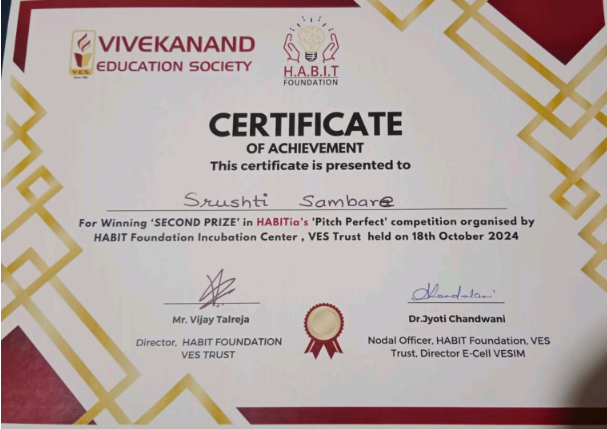 VIVEKANAND
EDUCATION SOCIETY
V.E.S.
H.A.B.I.T
FOUNDATION
CERTIFICATE
OF ACHIEVEMENT
This certificate is presented to
Srushti Sambare
For Winning ‘SECOND PRIZE’ in HABITia's 'Pitch Perfect' competition organised by
HABIT Foundation Incubation Center , VES Trust held on 18th October 2024
Mr. Vijay Talreja
Director, HABIT FOUNDATION
VES TRUST
Dr.Jyoti Chandwani
Nodal Officer, HABIT Foundation, VES
Trust, Director E-Cell VESIM